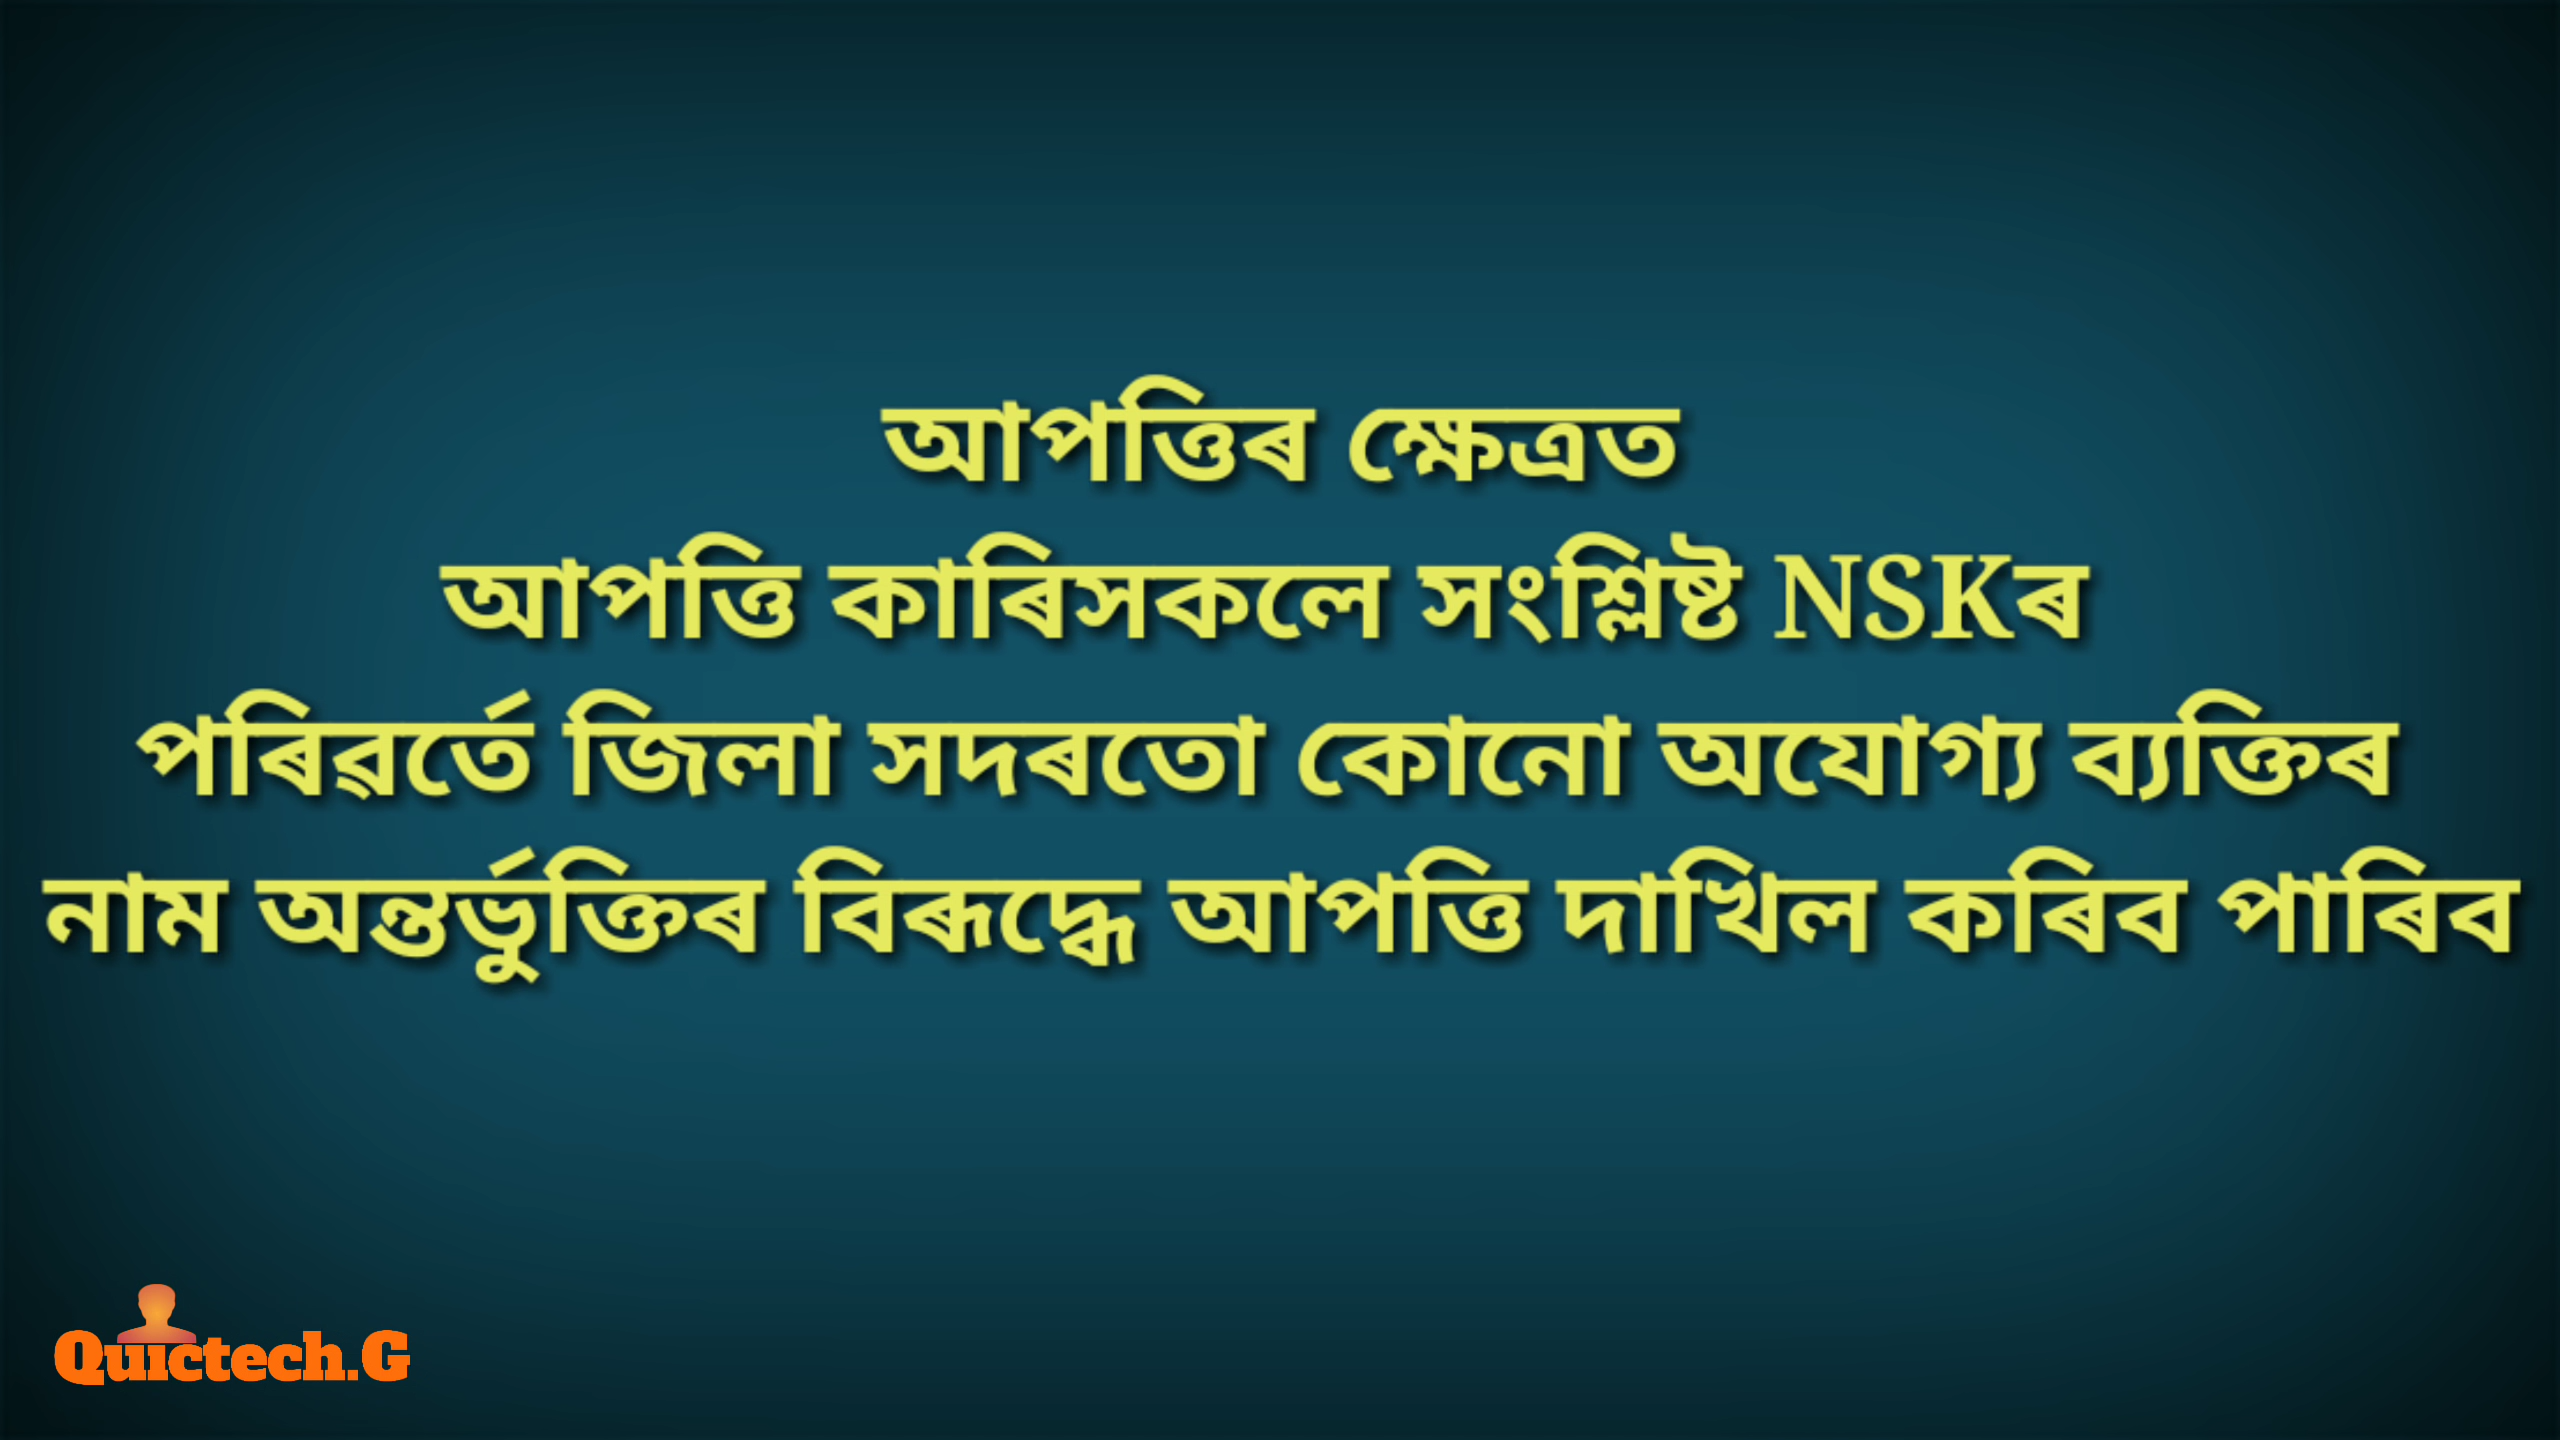 আপত্তিৰ ক্ষেত্ৰত
আপত্তি কাৰিসকলে সংশ্লিষ্ট NSKৰ
পৰিৱৰ্তে জিলা সদৰতো কোনো অযোগ্য ব্যক্তিৰ
নাম অন্তৰ্ভুক্তিৰ বিৰূদ্ধে আপত্তি দাখিল কৰিব পাৰিব
Quictech.G